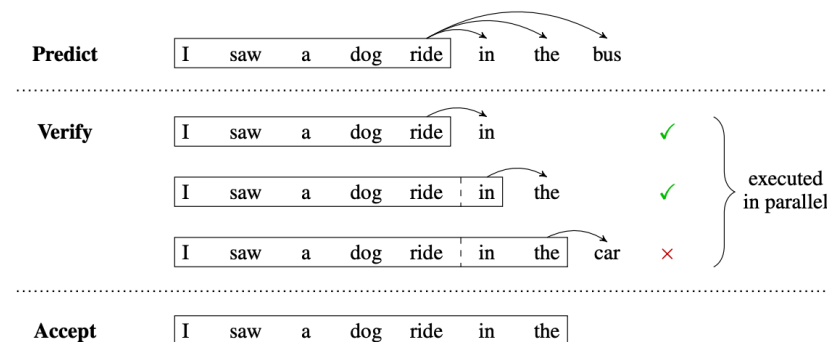 Predict I saw a dog ride in the bus
Verify I saw a dog ride in ✓
I saw a dog ride in the ✓
executed
in parallel
I saw a dog ride in the car ×
Accept I saw a dog ride in the